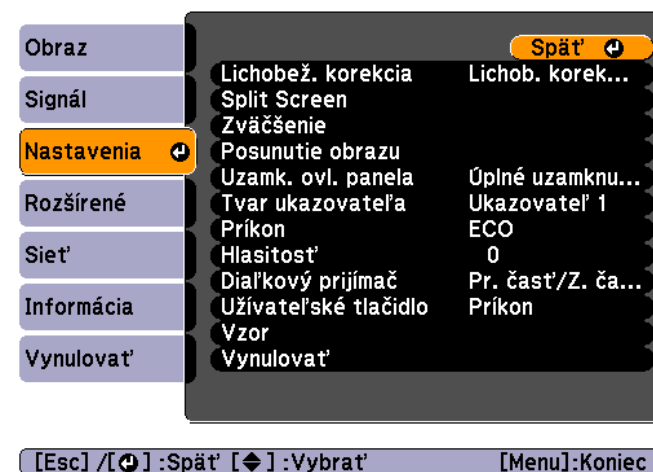 Obraz
Signál
Nastavenia
Rozšírené
Sieť
Informácia
Vynulovať
Späť
Lichobež. korekcia Lichob. korek...
Split Screen
Zväčšenie
Posunutie obrazu
Uzamk. ovl. panela Úplné uzamknu...
Tvar ukazovateľa Ukazovateľ 1
Príkon ECO
Hlasitosť 0
Diaľkový prijímač Pr. časť/Z. ča...
Užívateľské tlačidlo Príkon
Vzor
Vynulovať
[Esc] /[⏎] :Späť [◆] :Vybrať [Menu]:Koniec